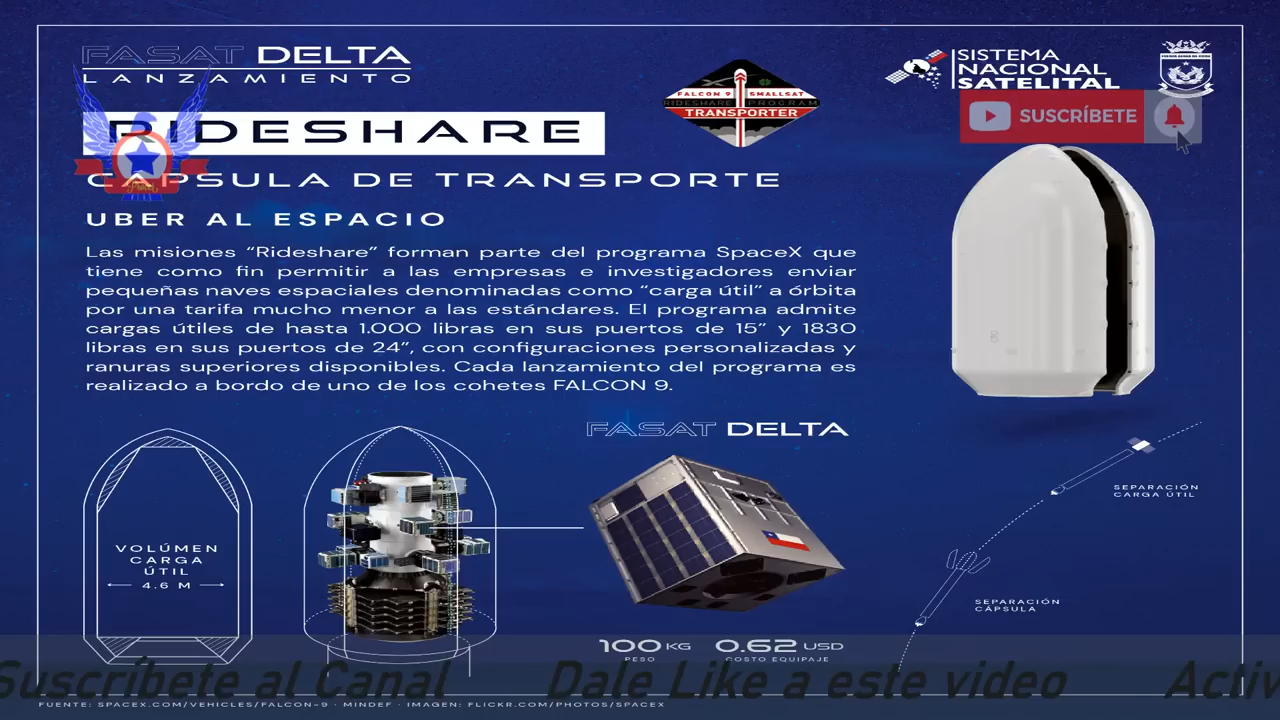 FASAT DELTA
LANZAMIENTO
RIDESHARE
CAPSULA DE TRANSPORTE
UBER AL ESPACIO
Las misiones “Rideshare” forman parte del programa SpaceX que
tiene como fin permitir a las empresas e investigadores enviar
pequeñas naves espaciales denominadas como “carga útil” a órbita
por una tarifa mucho menor a las estándares. El programa admite
cargas útiles de hasta 1.000 libras en sus puertos de 15” y 1830
libras en sus puertos de 24”, con configuraciones personalizadas y
ranuras superiores disponibles. Cada lanzamiento del programa es
realizado a bordo de uno de los cohetes FALCON 9.
FALCON 9 SMALLSAT
RIDESHARE PROGRAM
TRANSPORTER
SISTEMA
NACIONAL
SATELITAL
SUSCRÍBETE
FASAT DELTA
VOLÚMEN
CARGA
ÚTIL
4.6 M
SEPARACIÓN
CARGA ÚTIL
SEPARACIÓN
CÁPSULA
100 KG
PESO
0.62 USD
COSTO EQUIPAJE
Suscríbete al Canal Dale Like a este video Activ
FUENTE: SPACEX.COM/VEHICLES/FALCON-9 · MINDEF · IMAGEN: FLICKR.COM/PHOTOS/SPACEX